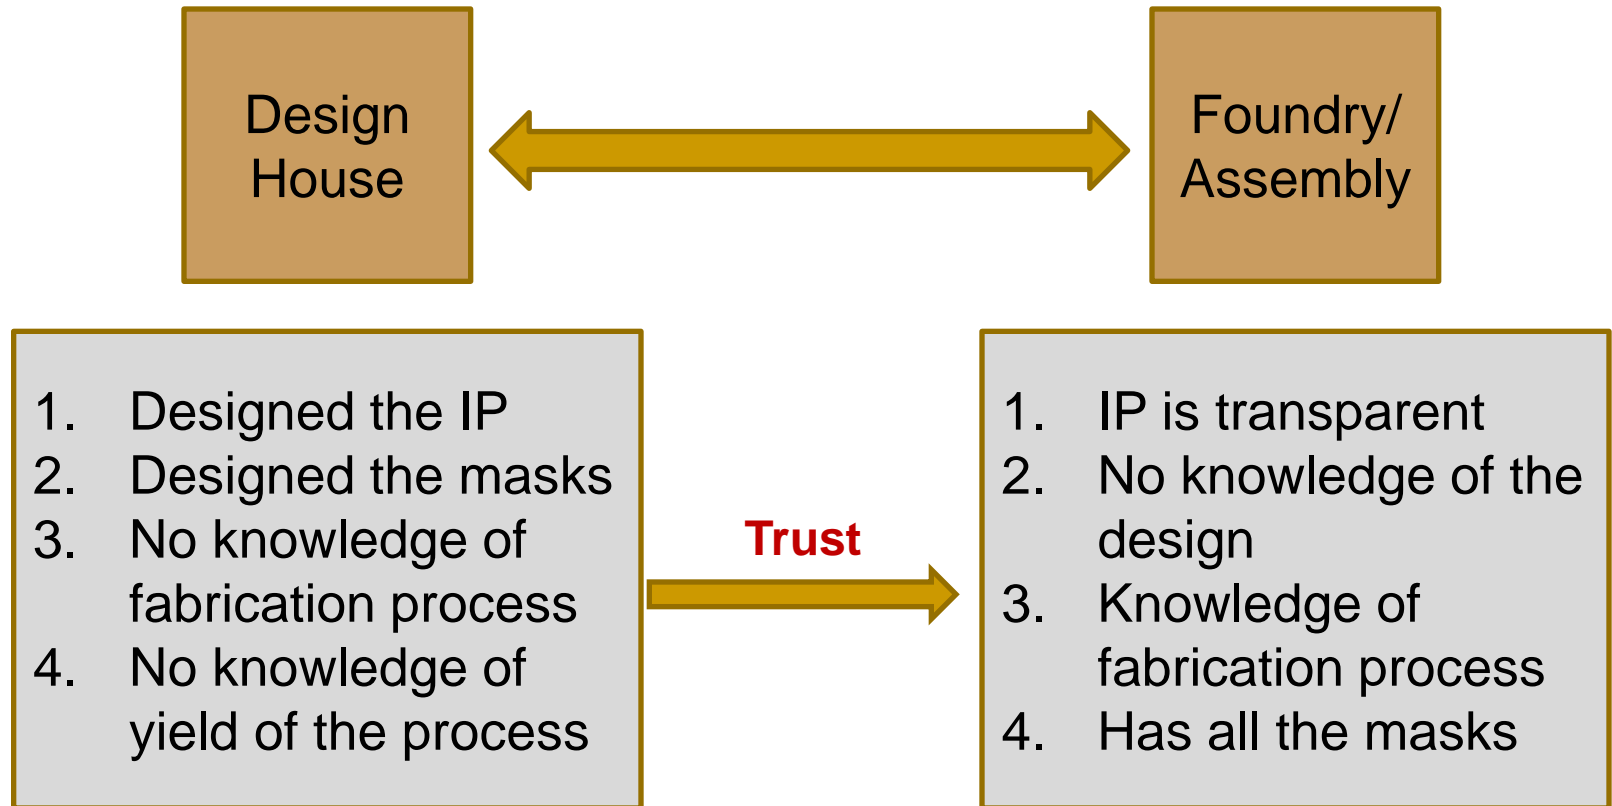 Design
House
Foundry/
Assembly
1. Designed the IP
2. Designed the masks
3. No knowledge of
fabrication process
4. No knowledge of
yield of the process
Trust
1. IP is transparent
2. No knowledge of the
design
3. Knowledge of
fabrication process
4. Has all the masks